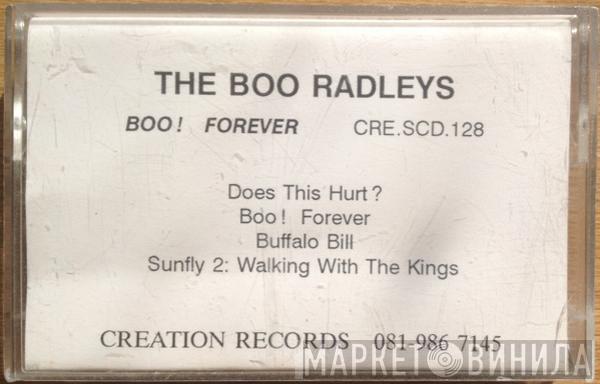 THE BOO RADLEYS
BOO! FOREVER CRE.SCD.128
Does This Hurt?
Boo! Forever
Buffalo Bill
Sunfly 2: Walking With The Kings
CREATION RECORDS 081-986 7145
МАРКЕТ ВИНИЛА